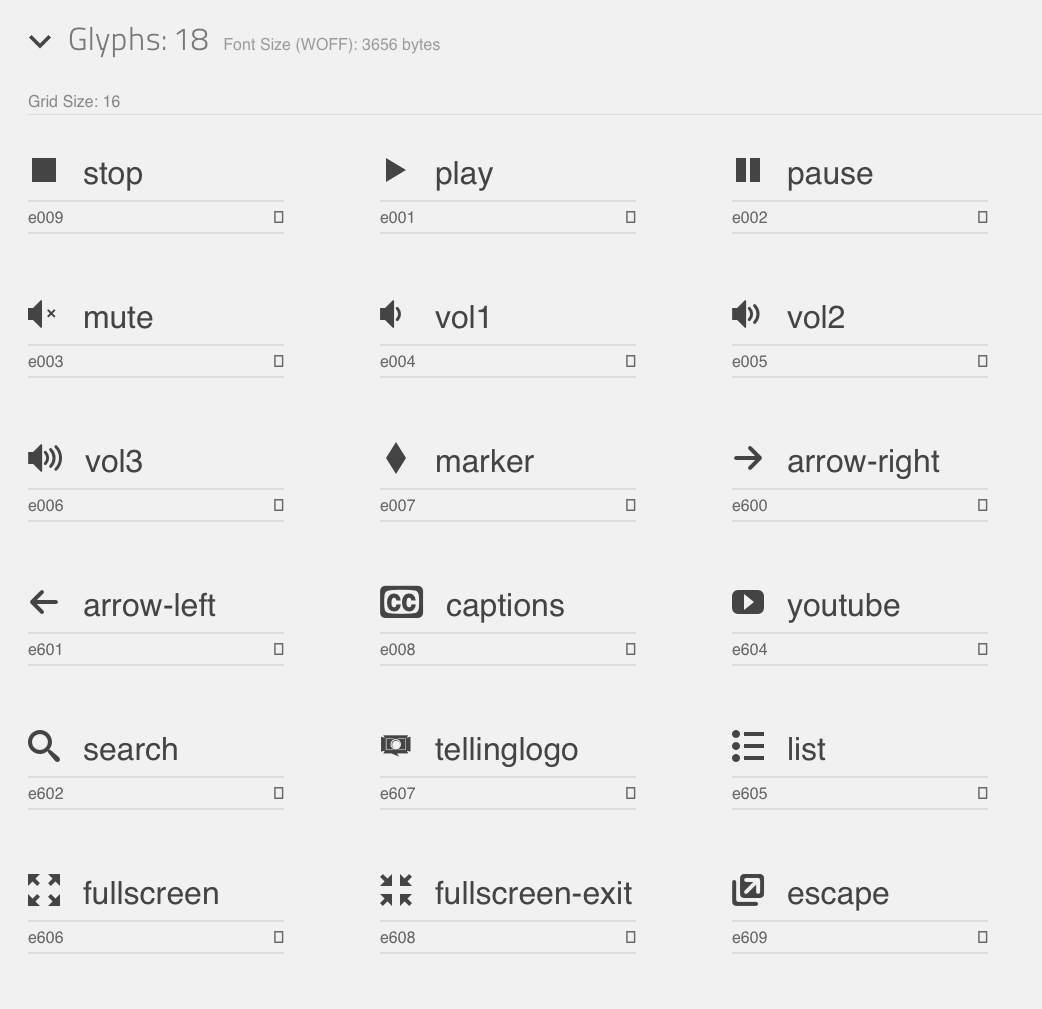 Glyphs: 18 Font Size (WOFF): 3656 bytes
Grid Size: 16
stop play pause
e009 e001 e002
mute vol1 vol2
e003 e004 e005
vol3 marker arrow-right
e006 e007 e600
arrow-left CC captions youtube
e601 e008 e604
search tellinglogo list
e602 e607 e605
fullscreen fullscreen-exit escape
e606 e608 e609